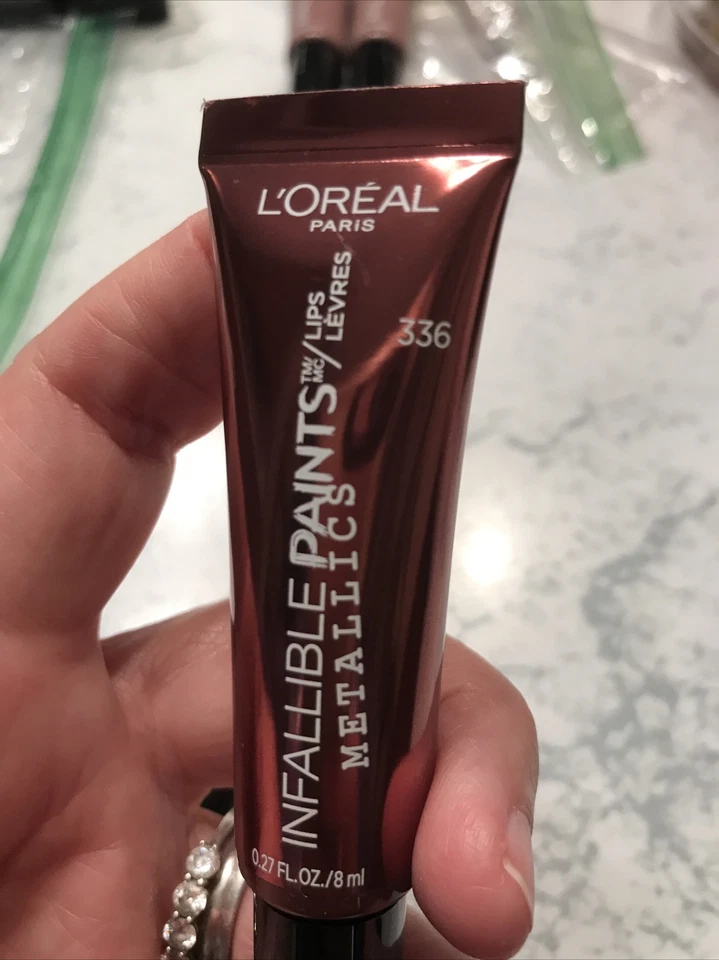 L'ORÉAL
PARIS
336
INFALLIBLE PAINTS™/MC/LIPS
LÈVRES
METALLICS
0.27 FL.OZ./8 ml